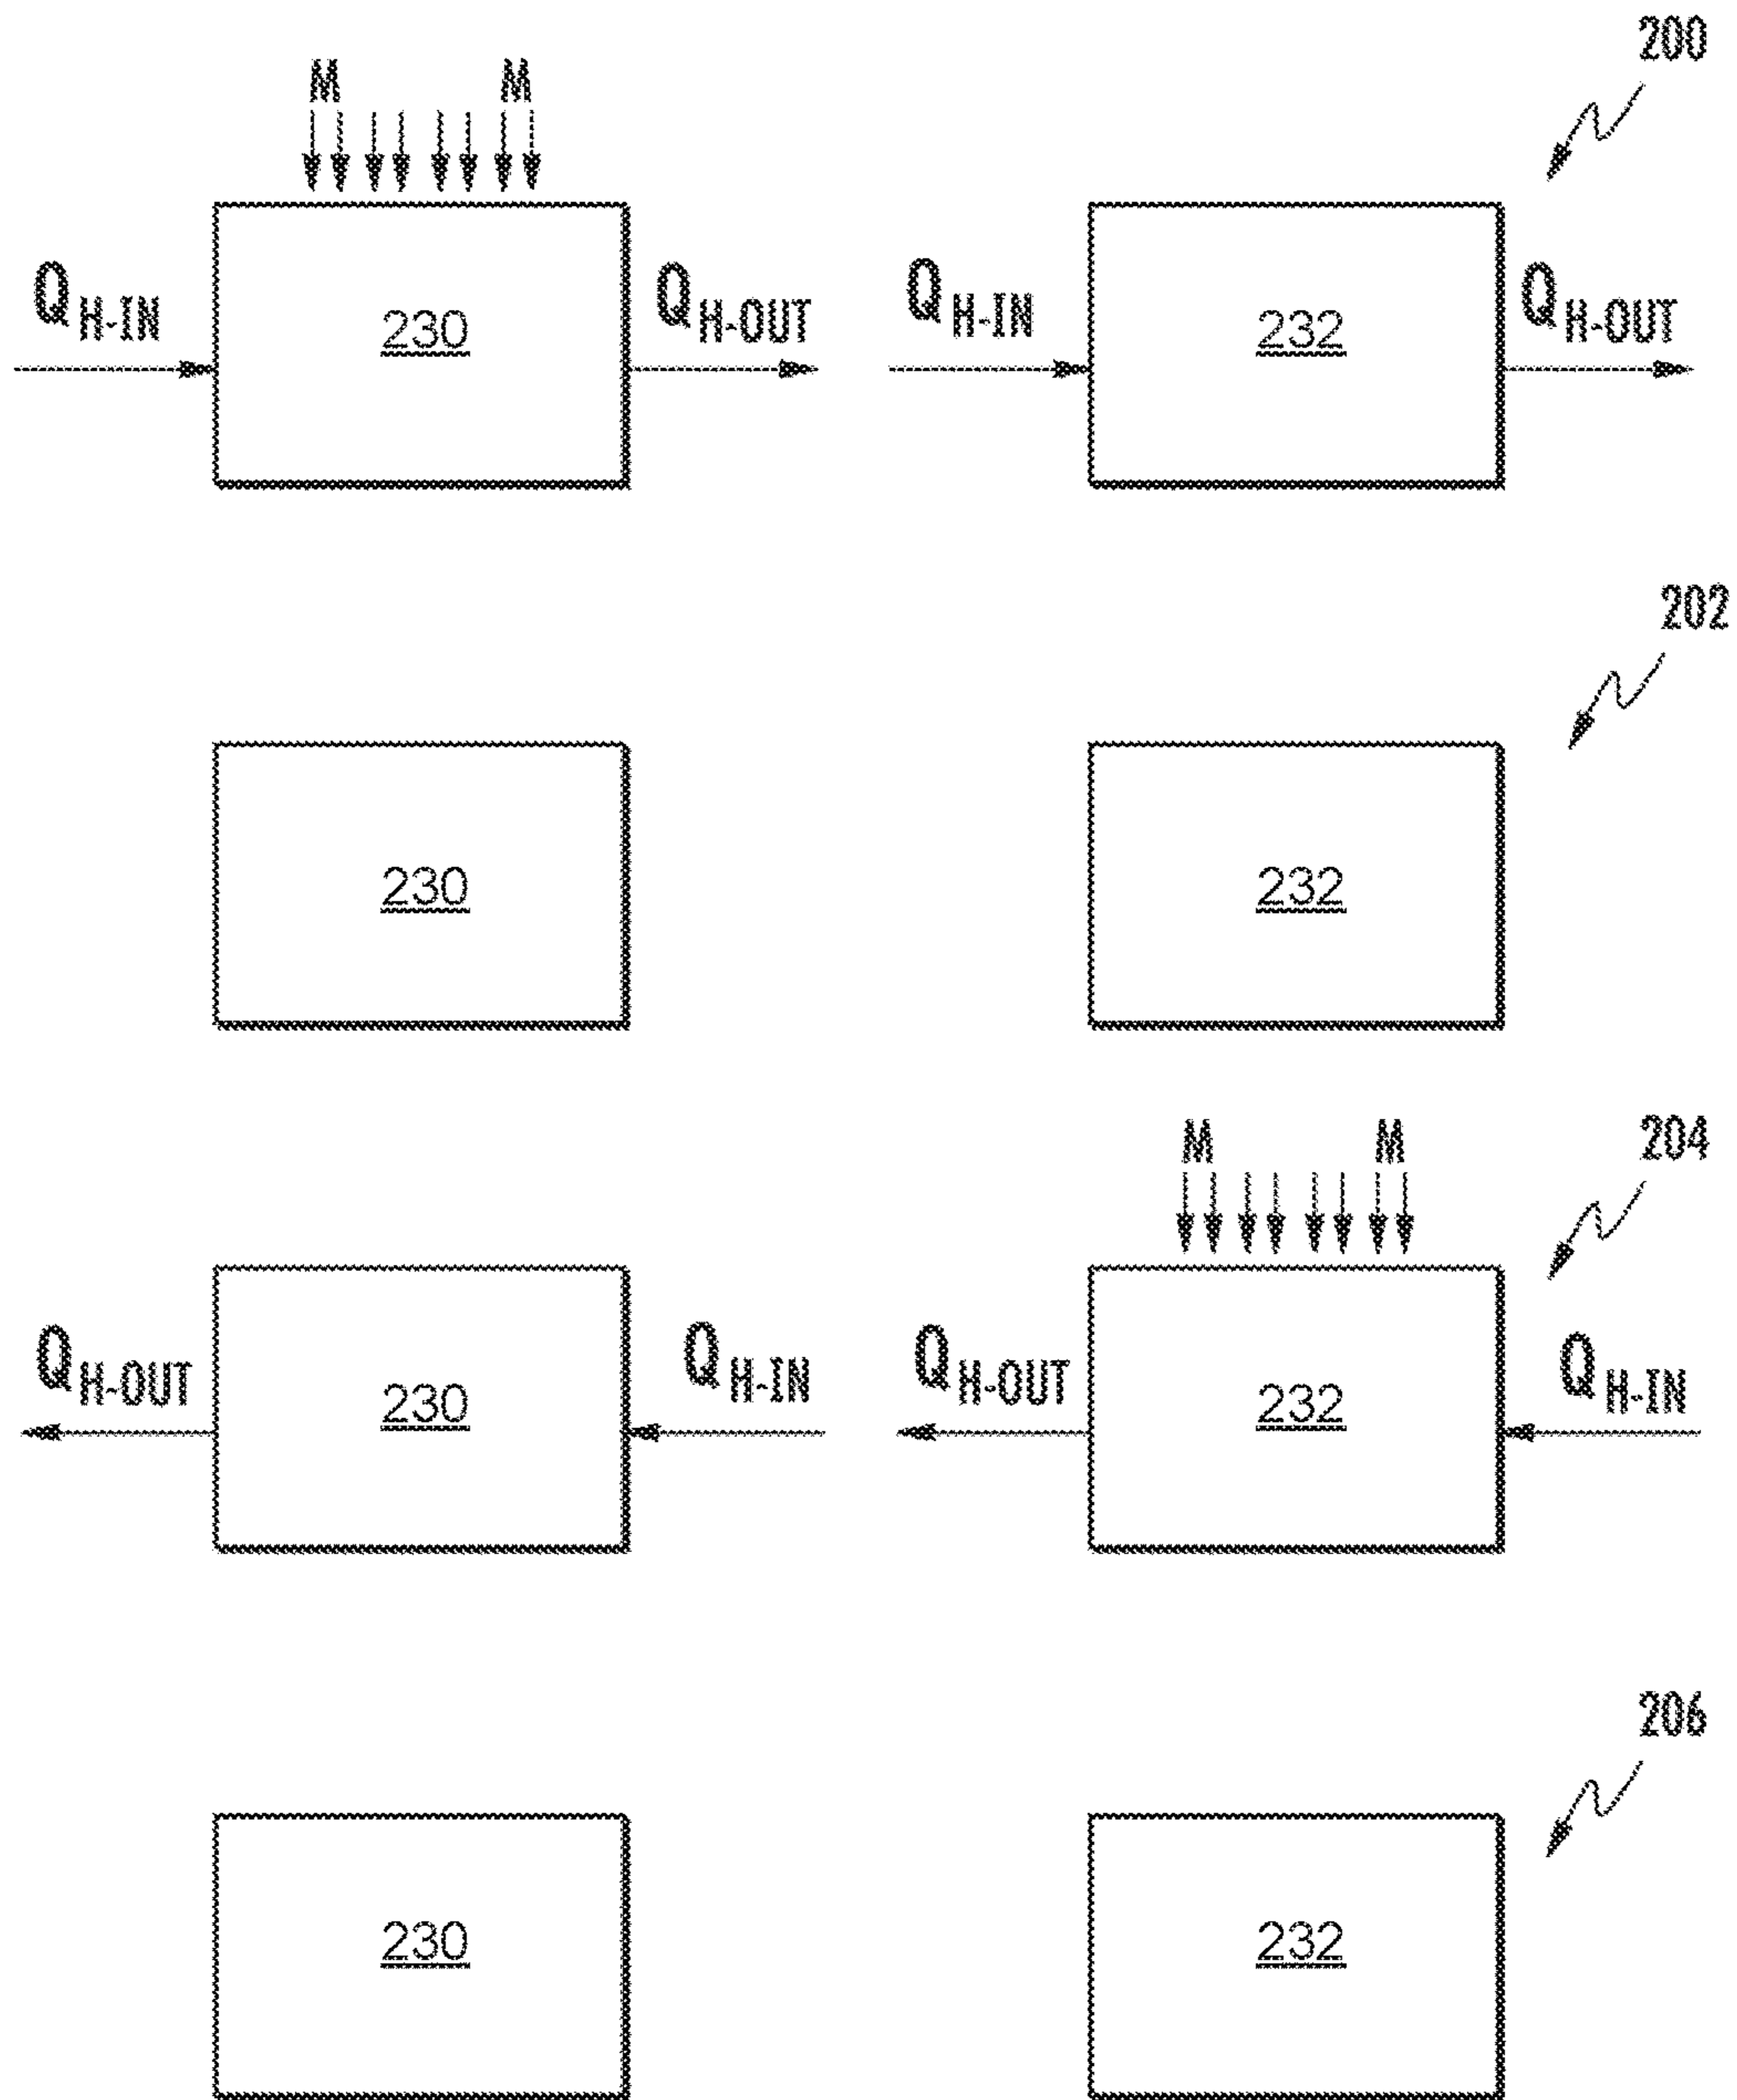 200
M M
Q H-IN 230 Q H-OUT Q H-IN 232 Q H-OUT
202
230 232
M M 204
Q H-OUT 230 Q H-IN Q H-OUT 232 Q H-IN
206
230 232